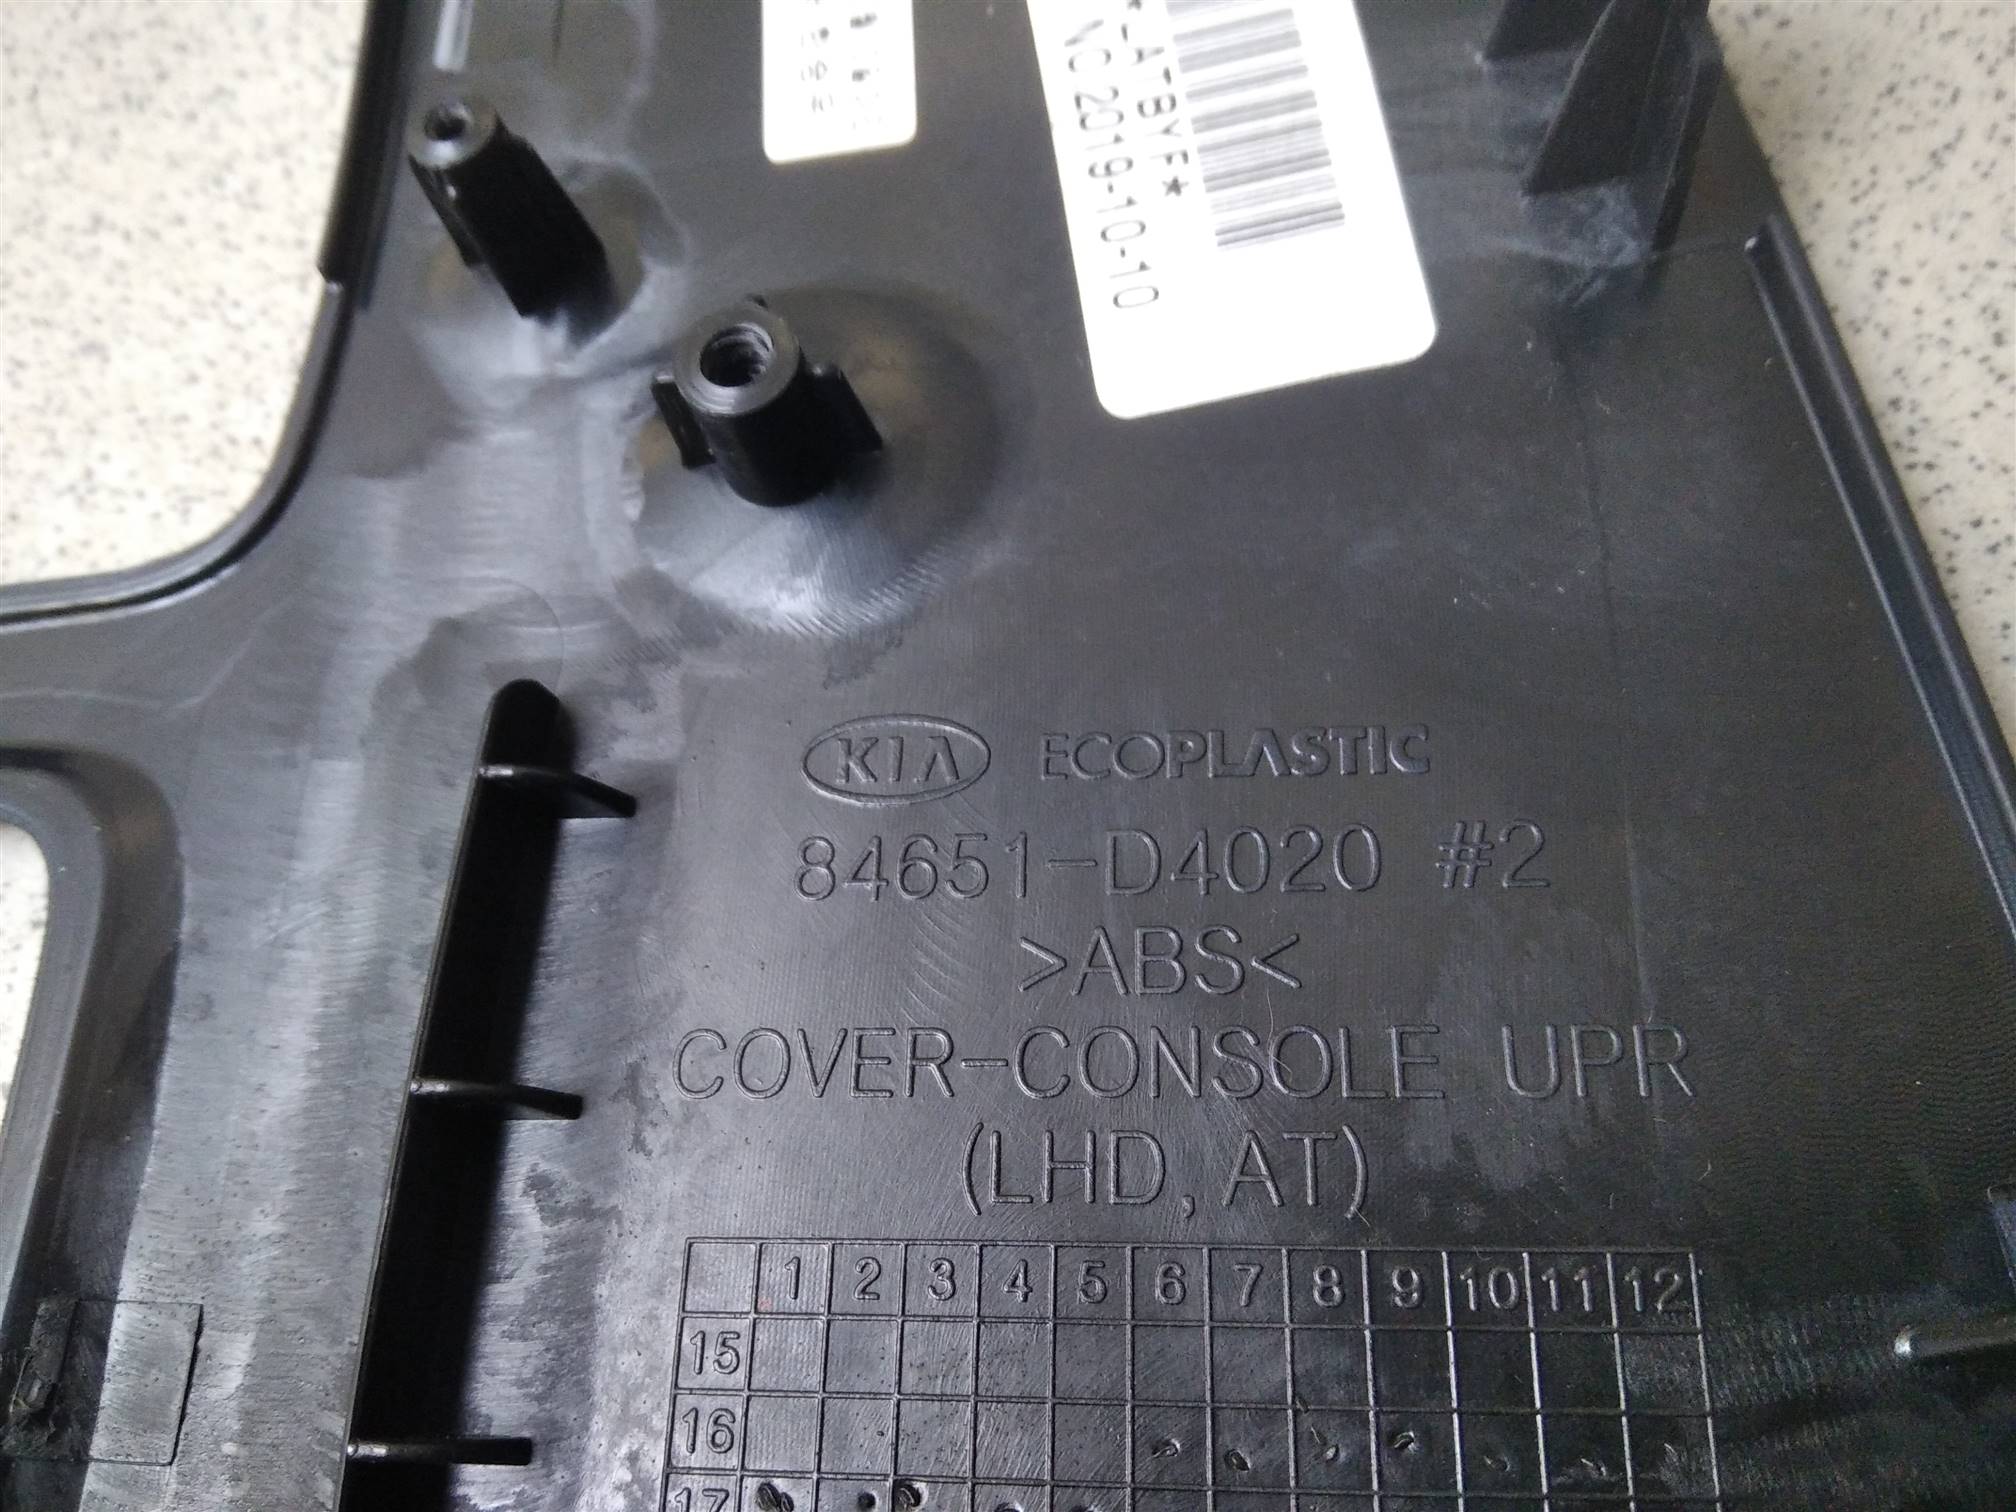 *-ATBYF*
2019-10-10
KIA ECOPLASTIC
84651-D4020 #2
>ABS<
COVER-CONSOLE UPR
(LHD, AT)
1 2 3 4 5 6 7 8 9 10 11 12
15
16
17